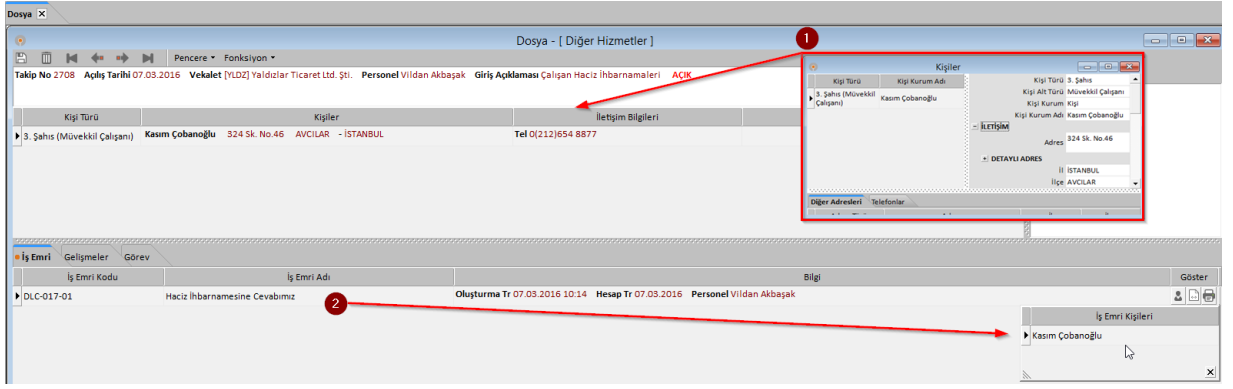 Dosya
Dosya - [ Diğer Hizmetler ]
Pencere Fonksiyon
Takip No 2708 Açılış Tarihi 07.03.2016 Vekalet [YLDZ] Yaldızlar Ticaret Ltd. Şti. Personel Vildan Akbaşak Giriş Açıklaması Çalışan Haciz İhbarnamaleri AÇIK
Kişi Türü Kişiler İletişim Bilgileri
3. Şahıs (Müvekkil Çalışanı) Kasım Çobanoğlu 324 Sk. No.46 AVCILAR - İSTANBUL Tel 0(212)654 8877
1
Kişiler
Kişi Türü Kişi Kurum Adı
3. Şahıs (Müvekkil Çalışanı) Kasım Çobanoğlu
Kişi Türü 3. Şahıs
Kişi Alt Türü Müvekkil Çalışanı
Kişi Kurum Kişi
Kişi Kurum Adı Kasım Çobanoğlu
İLETİŞİM
Adres 324 Sk. No.46
DETAYLI ADRES
İl İSTANBUL
İlçe AVCILAR
Diğer Adresleri Telefonlar
İş Emri Gelişmeler Görev
İş Emri Kodu İş Emri Adı Bilgi Göster
DLC-017-01 Haciz İhbarnamesine Cevabımız Oluşturma Tr 07.03.2016 10:14 Hesap Tr 07.03.2016 Personel Vildan Akbaşak
2
İş Emri Kişileri
Kasım Çobanoğlu